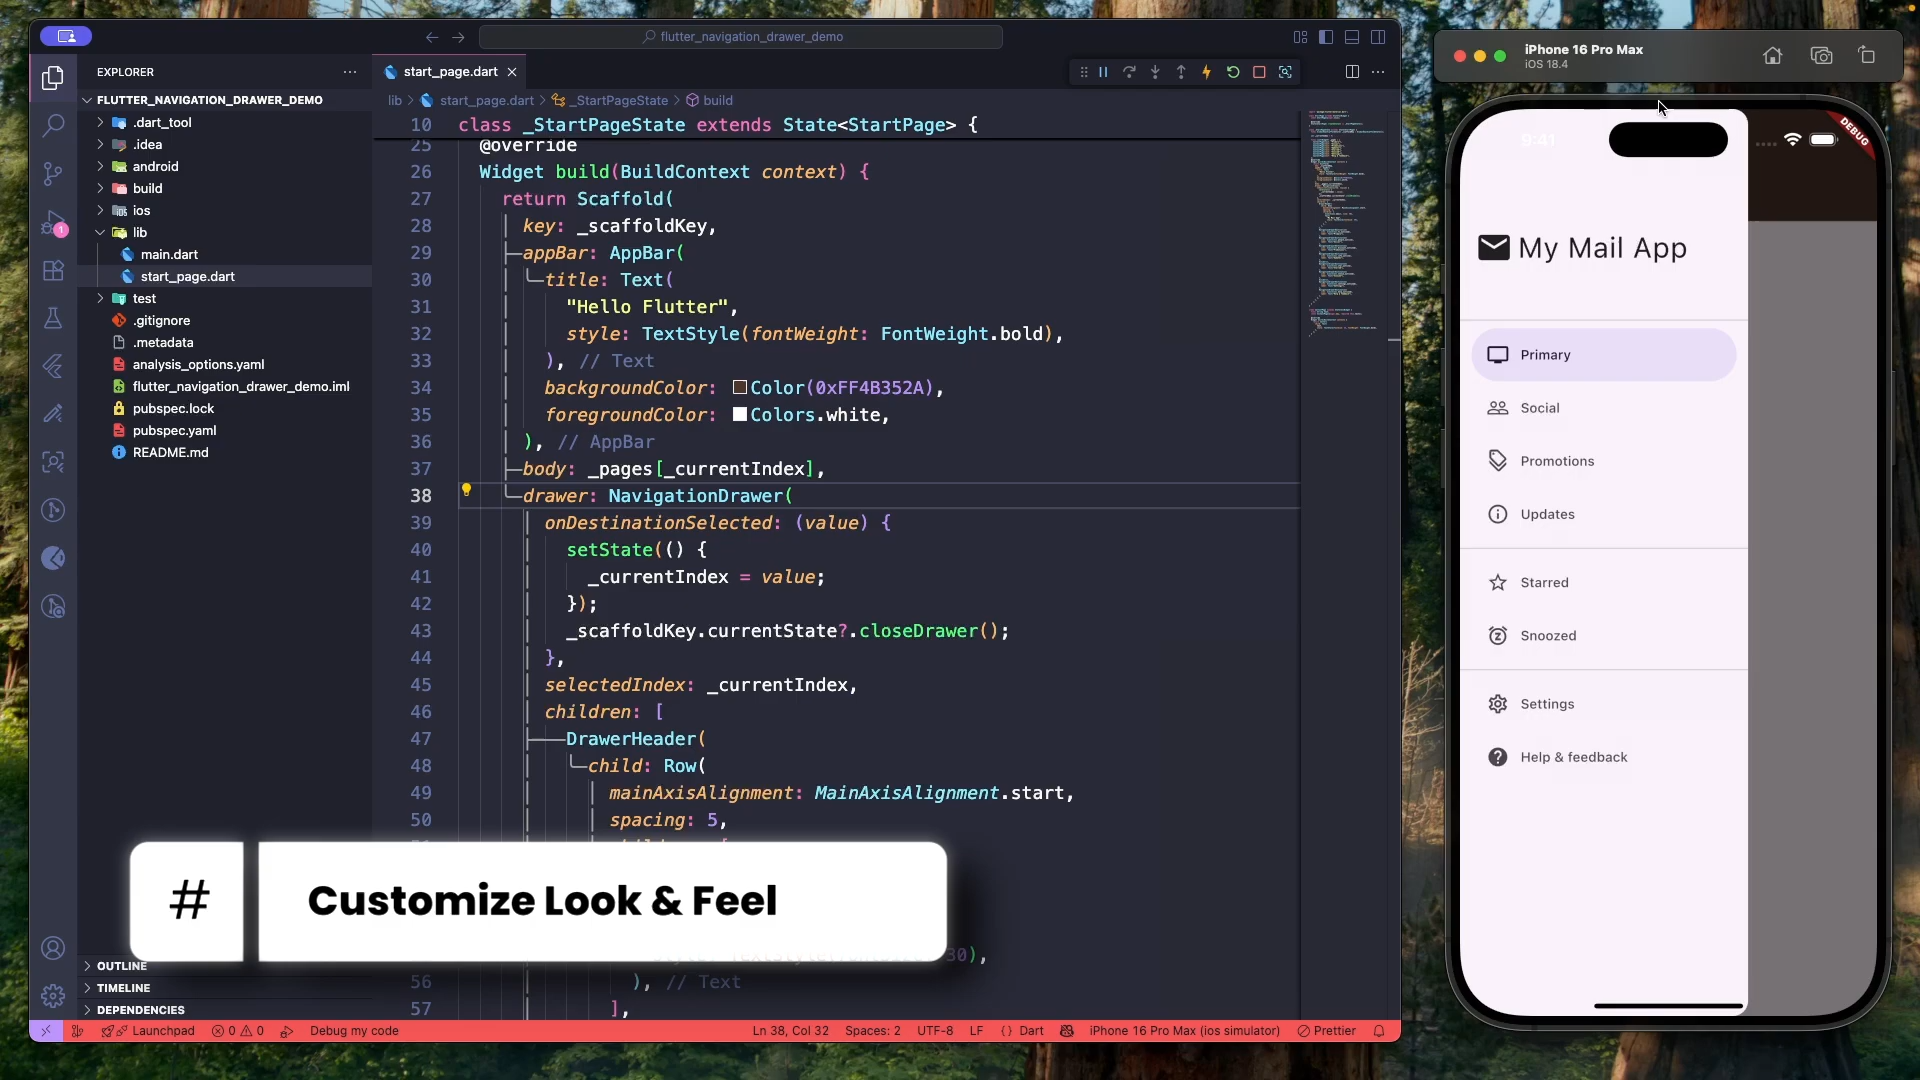 flutter_navigation_drawer_demo
EXPLORER
FLUTTER_NAVIGATION_DRAWER_DEMO
.dart_tool
.idea
android
build
ios
lib
main.dart
start_page.dart
test
.gitignore
.metadata
analysis_options.yaml
flutter_navigation_drawer_demo.iml
pubspec.lock
pubspec.yaml
README.md
OUTLINE
TIMELINE
DEPENDENCIES
start_page.dart
lib > start_page.dart > _StartPageState > build
10 class _StartPageState extends State<StartPage> {
25 @override
26 Widget build(BuildContext context) {
27 return Scaffold(
28 key: _scaffoldKey,
29 appBar: AppBar(
30 title: Text(
31 "Hello Flutter",
32 style: TextStyle(fontWeight: FontWeight.bold),
33 ), // Text
34 backgroundColor: Color(0xFF4B352A),
35 foregroundColor: Colors.white,
36 ), // AppBar
37 body: _pages[_currentIndex],
38 drawer: NavigationDrawer(
39 onDestinationSelected: (value) {
40 setState(() {
41 _currentIndex = value;
42 });
43 _scaffoldKey.currentState?.closeDrawer();
44 },
45 selectedIndex: _currentIndex,
46 children: [
47 DrawerHeader(
48 child: Row(
49 mainAxisAlignment: MainAxisAlignment.start,
50 spacing: 5,
30),
56 ), // Text
57 ],
# Customize Look & Feel
Launchpad 0 0 Debug my code Ln 38, Col 32 Spaces: 2 UTF-8 LF {} Dart iPhone 16 Pro Max (ios simulator) Prettier
iPhone 16 Pro Max
iOS 18.4
9:41
DEBUG
My Mail App
Primary
Social
Promotions
Updates
Starred
Snoozed
Settings
Help & feedback
1